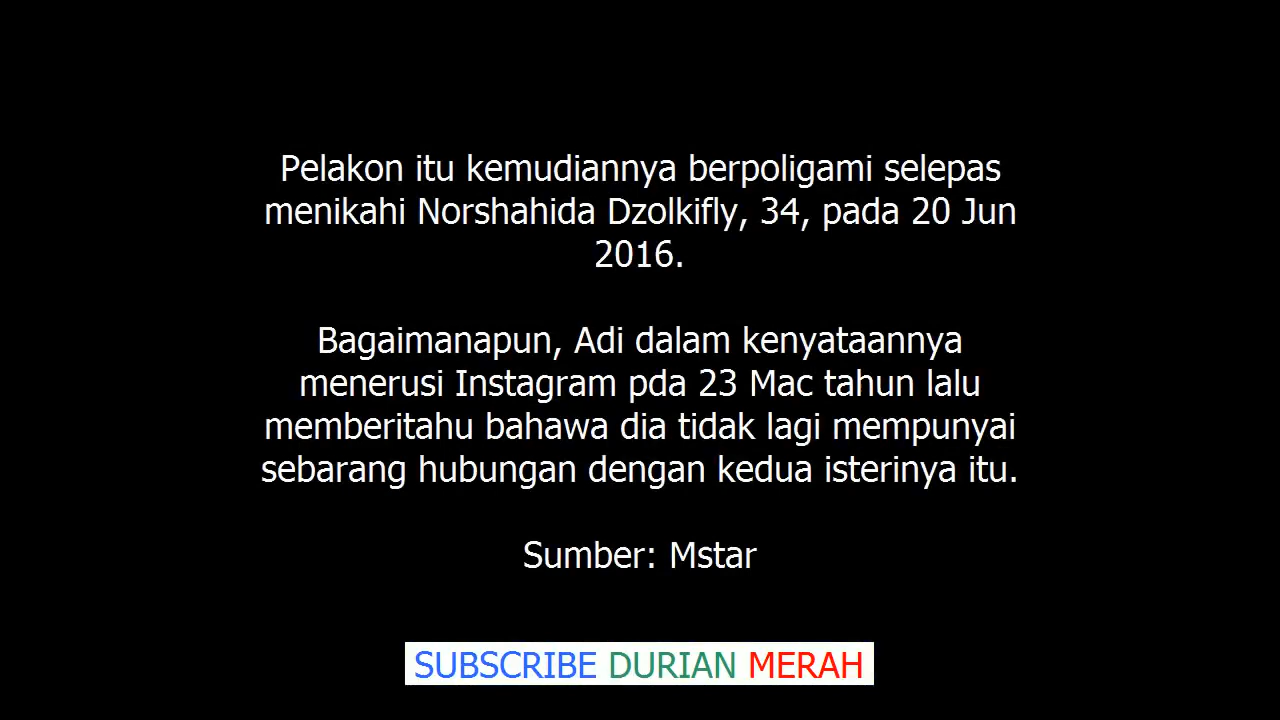 Pelakon itu kemudiannya berpoligami selepas
menikahi Norshahida Dzolkifly, 34, pada 20 Jun
2016.
Bagaimanapun, Adi dalam kenyataannya
menerusi Instagram pda 23 Mac tahun lalu
memberitahu bahawa dia tidak lagi mempunyai
sebarang hubungan dengan kedua isterinya itu.
Sumber: Mstar
SUBSCRIBE DURIAN MERAH